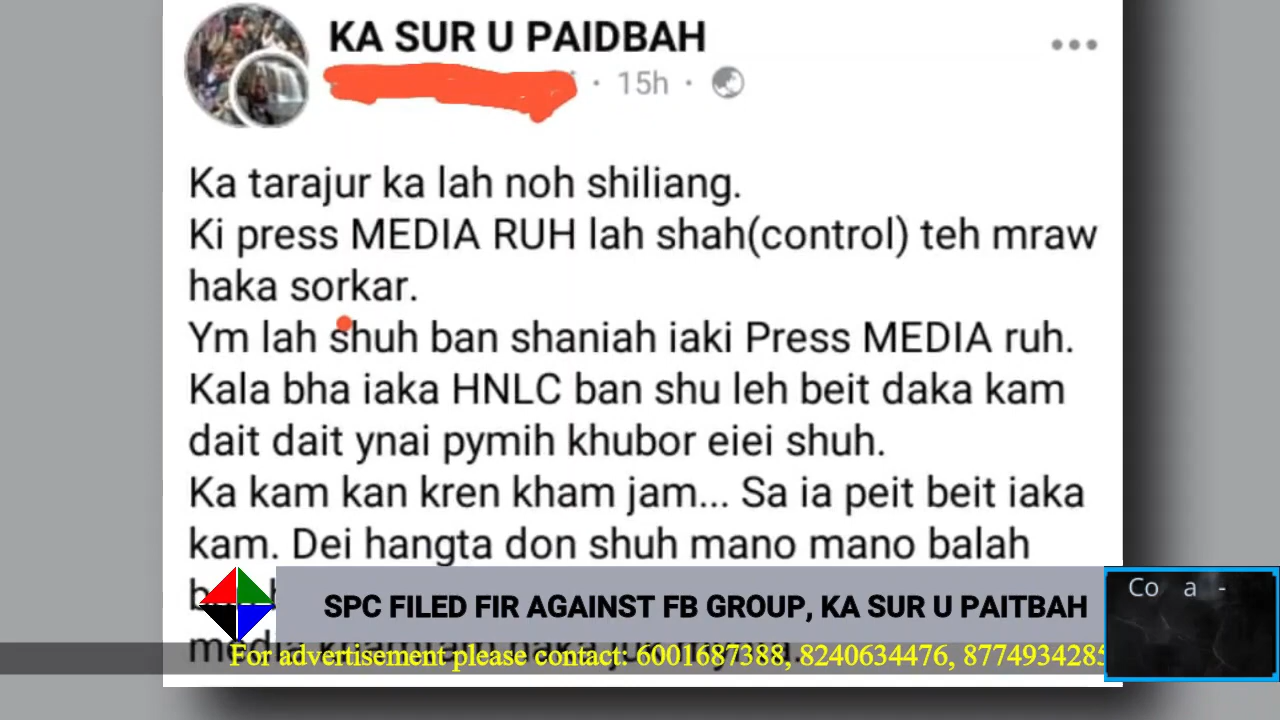 KA SUR U PAIDBAH
· 15h ·
Ka tarajur ka lah noh shiliang.
Ki press MEDIA RUH lah shah(control) teh mraw
haka sorkar.
Ym lah shuh ban shaniah iaki Press MEDIA ruh.
Kala bha iaka HNLC ban shu leh beit daka kam
dait dait ynai pymih khubor eiei shuh.
Ka kam kan kren kham jam... Sa ia peit beit iaka
kam. Dei hangta don shuh mano mano balah
SPC FILED FIR AGAINST FB GROUP, KA SUR U PAITBAH
For advertisement please contact: 6001687388, 8240634476, 8774934285
Co a -